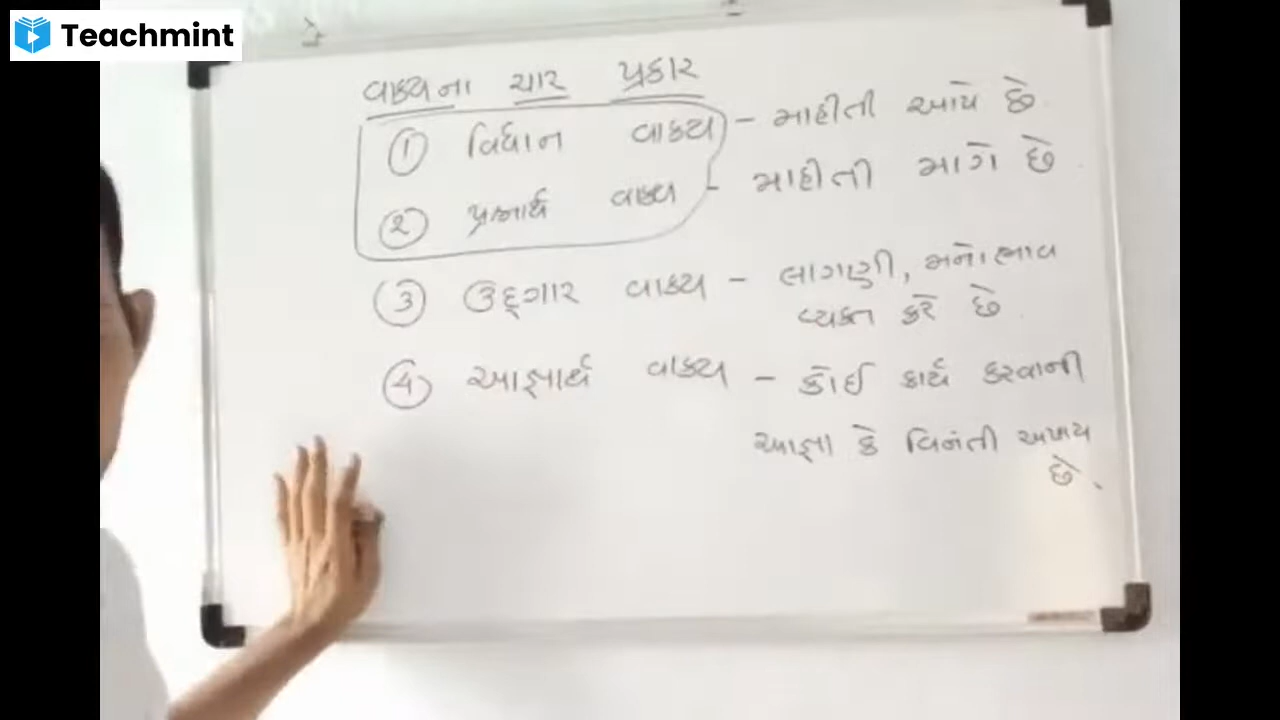 Teachmint
વાક્યના ચાર પ્રકાર
① વિધાન વાક્ય - માહીતી આપે છે.
② પ્રશ્નાર્થ વાક્ય - માહીતી માગે છે.
③ ઉદ્ગાર વાક્ય - લાગણી, મનોભાવ
વ્યક્ત કરે છે.
④ આજ્ઞાર્થ વાક્ય - કોઈ કાર્ય કરવાની
આજ્ઞા કે વિનંતી અપાય
છે.